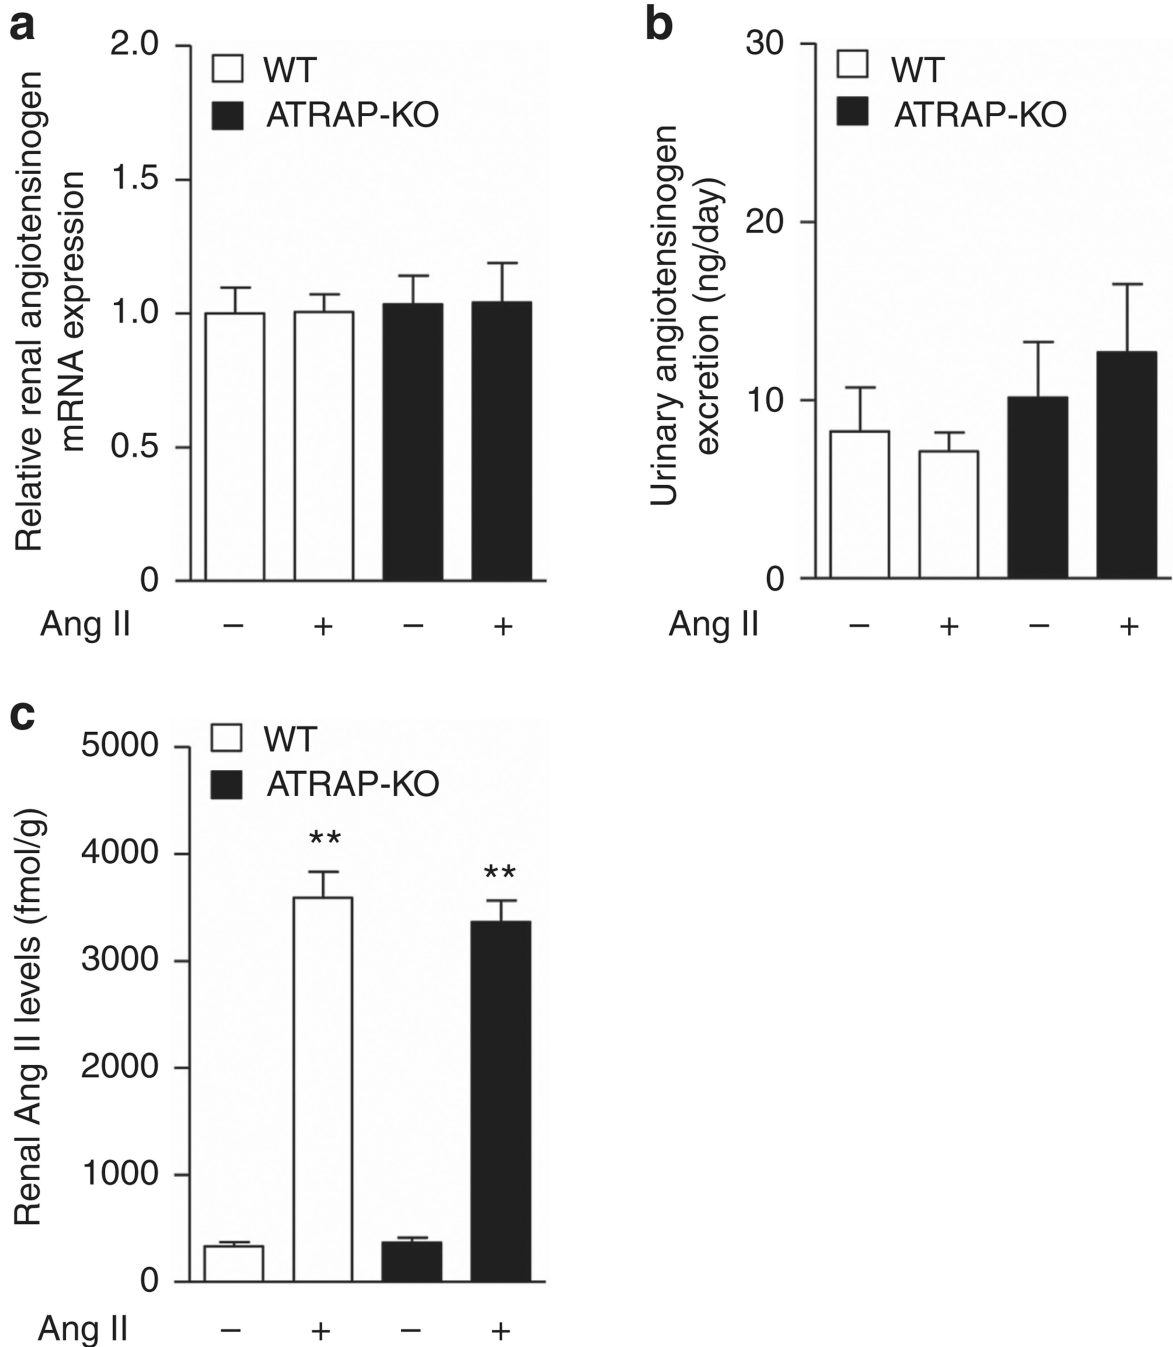 a
2.0
1.5
1.0
0.5
0
Relative renal angiotensinogen
mRNA expression
WT
ATRAP-KO
Ang II − + − +
b
30
20
10
0
Urinary angiotensinogen
excretion (ng/day)
WT
ATRAP-KO
Ang II − + − +
c
5000
4000
3000
2000
1000
0
Renal Ang II levels (fmol/g)
WT
ATRAP-KO
**
**
Ang II − + − +